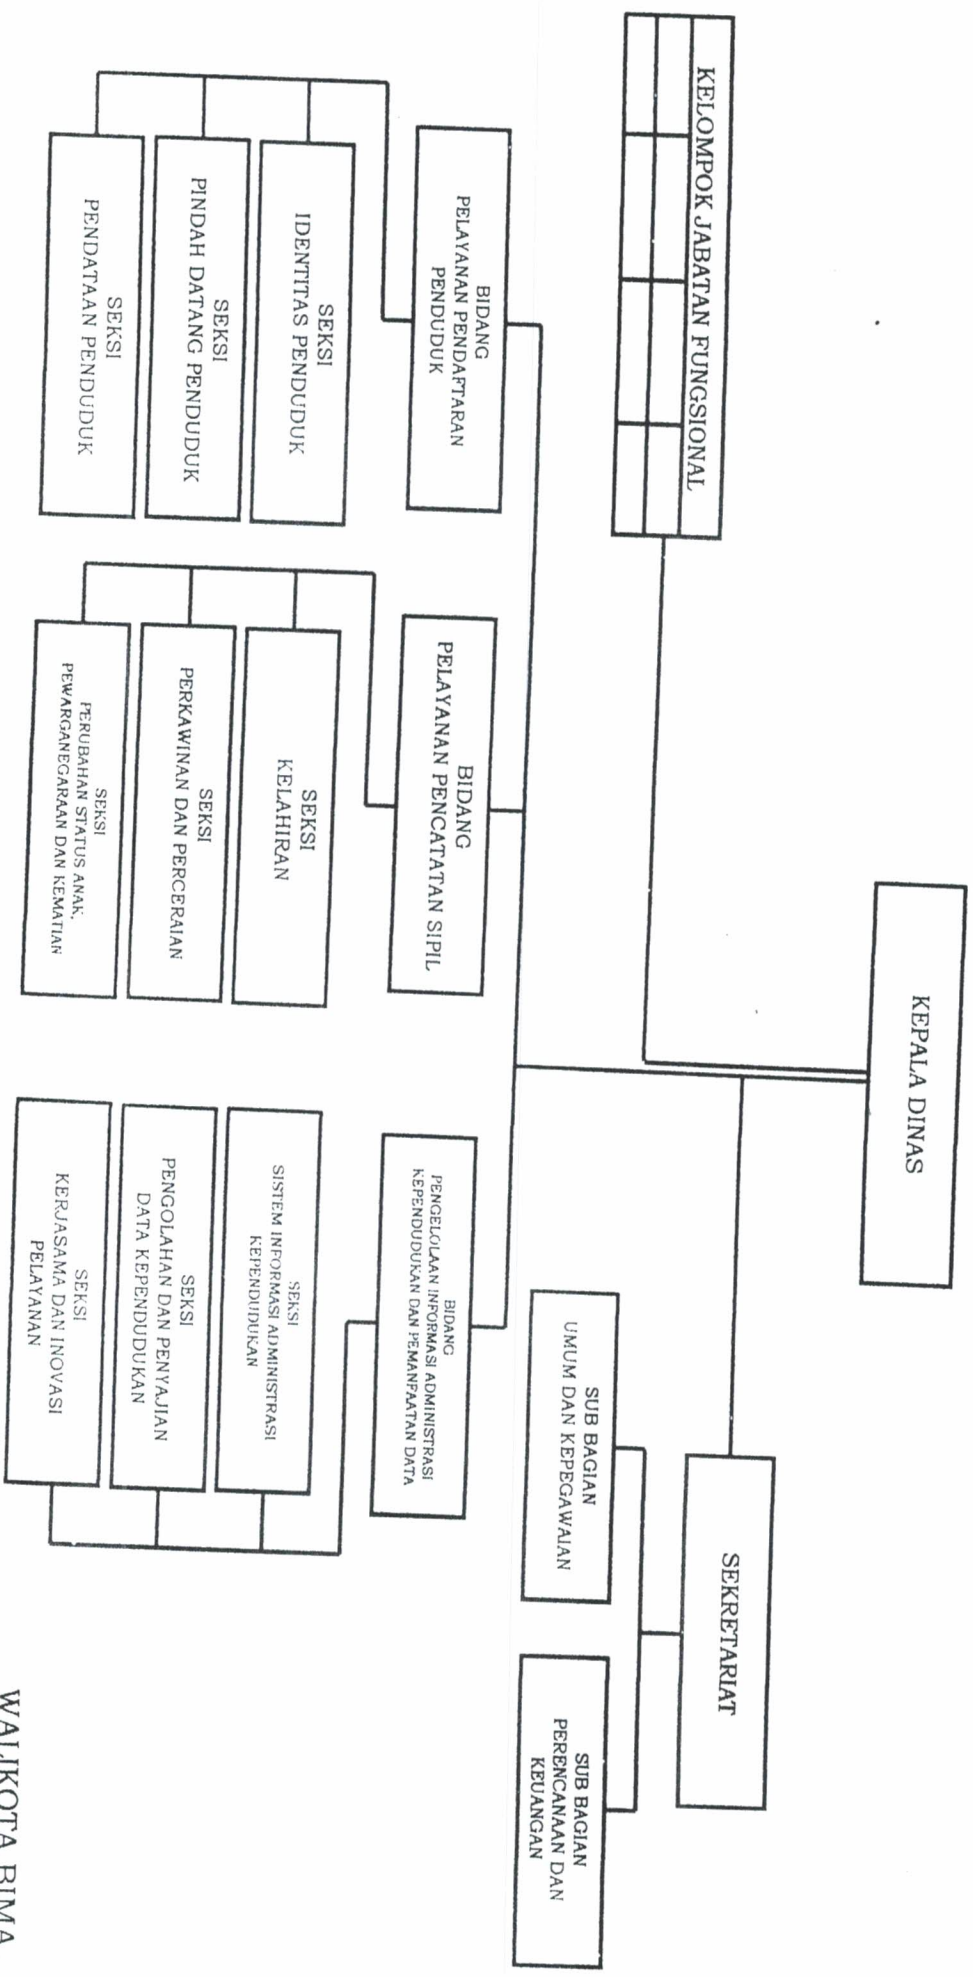 KEPALA DINAS
KELOMPOK JABATAN FUNGSIONAL
SEKRETARIAT
SUB BAGIAN
UMUM DAN KEPEGAWAIAN
SUB BAGIAN
PERENCANAAN DAN
KEUANGAN
BIDANG
PELAYANAN PENDAFTARAN
PENDUDUK
SEKSI
IDENTITAS PENDUDUK
SEKSI
PINDAH DATANG PENDUDUK
SEKSI
PENDATAAN PENDUDUK
BIDANG
PELAYANAN PENCATATAN SIPIL
SEKSI
KELAHIRAN
SEKSI
PERKAWINAN DAN PERCERAIAN
SEKSI
PERUBAHAN STATUS ANAK,
PEWARGANEGARAAN DAN KEMATIAN
BIDANG
PENGELOLAAN INFORMASI ADMINISTRASI
KEPENDUDUKAN DAN PEMANFAATAN DATA
SEKSI
SISTEM INFORMASI ADMINISTRASI
KEPENDUDUKAN
SEKSI
PENGOLAHAN DAN PENYAJIAN
DATA KEPENDUDUKAN
SEKSI
KERJASAMA DAN INOVASI
PELAYANAN
WALIKOTA BIMA